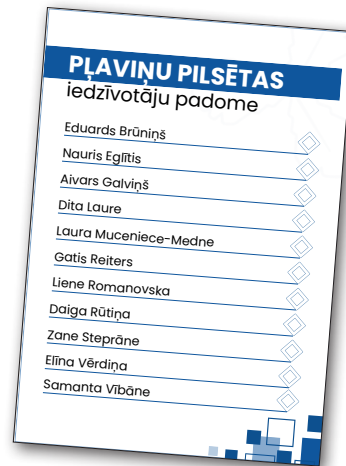 PĻAVIŅU PILSĒTAS
iedzīvotāju padome
Eduards Brūniņš
Nauris Eglītis
Aivars Galviņš
Dita Laure
Laura Muceniece-Medne
Gatis Reiters
Liene Romanovska
Daiga Rūtiņa
Zane Steprāne
Elīna Vērdiņa
Samanta Vībāne